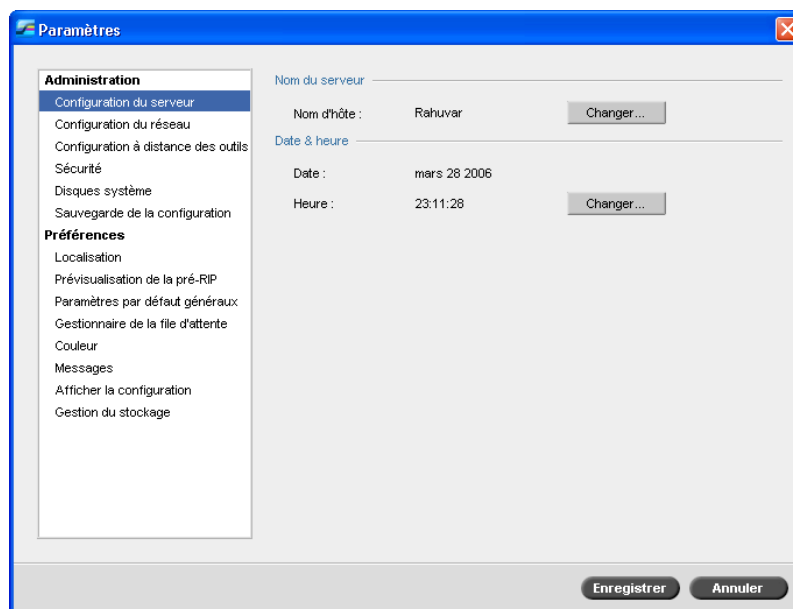 Paramètres
Administration
Configuration du serveur
Configuration du réseau
Configuration à distance des outils
Sécurité
Disques système
Sauvegarde de la configuration
Préférences
Localisation
Prévisualisation de la pré-RIP
Paramètres par défaut généraux
Gestionnaire de la file d'attente
Couleur
Messages
Afficher la configuration
Gestion du stockage
Nom du serveur
Nom d'hôte : Rahuvar Changer...
Date & heure
Date : mars 28 2006
Heure : 23:11:28 Changer...
Enregistrer Annuler